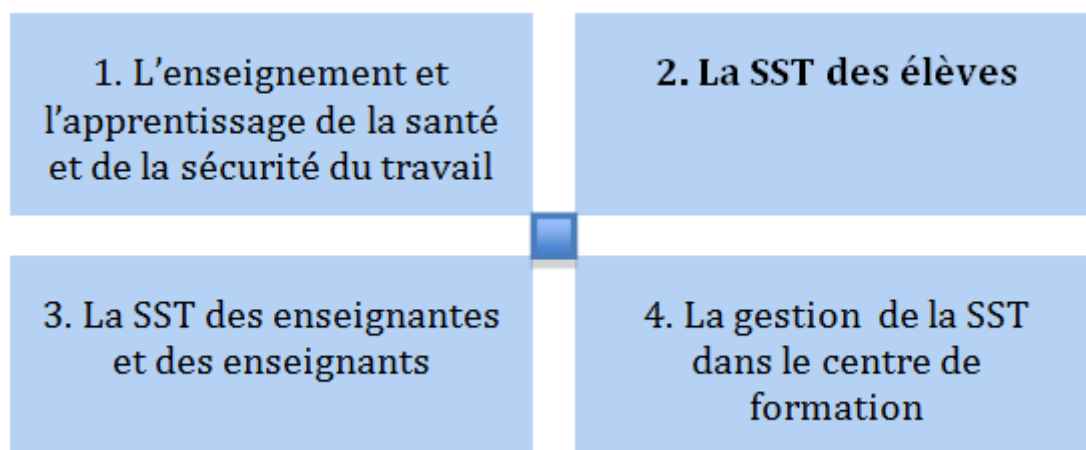 1. L’enseignement et
l’apprentissage de la santé
et de la sécurité du travail
2. La SST des élèves
3. La SST des enseignantes
et des enseignants
4. La gestion de la SST
dans le centre de
formation